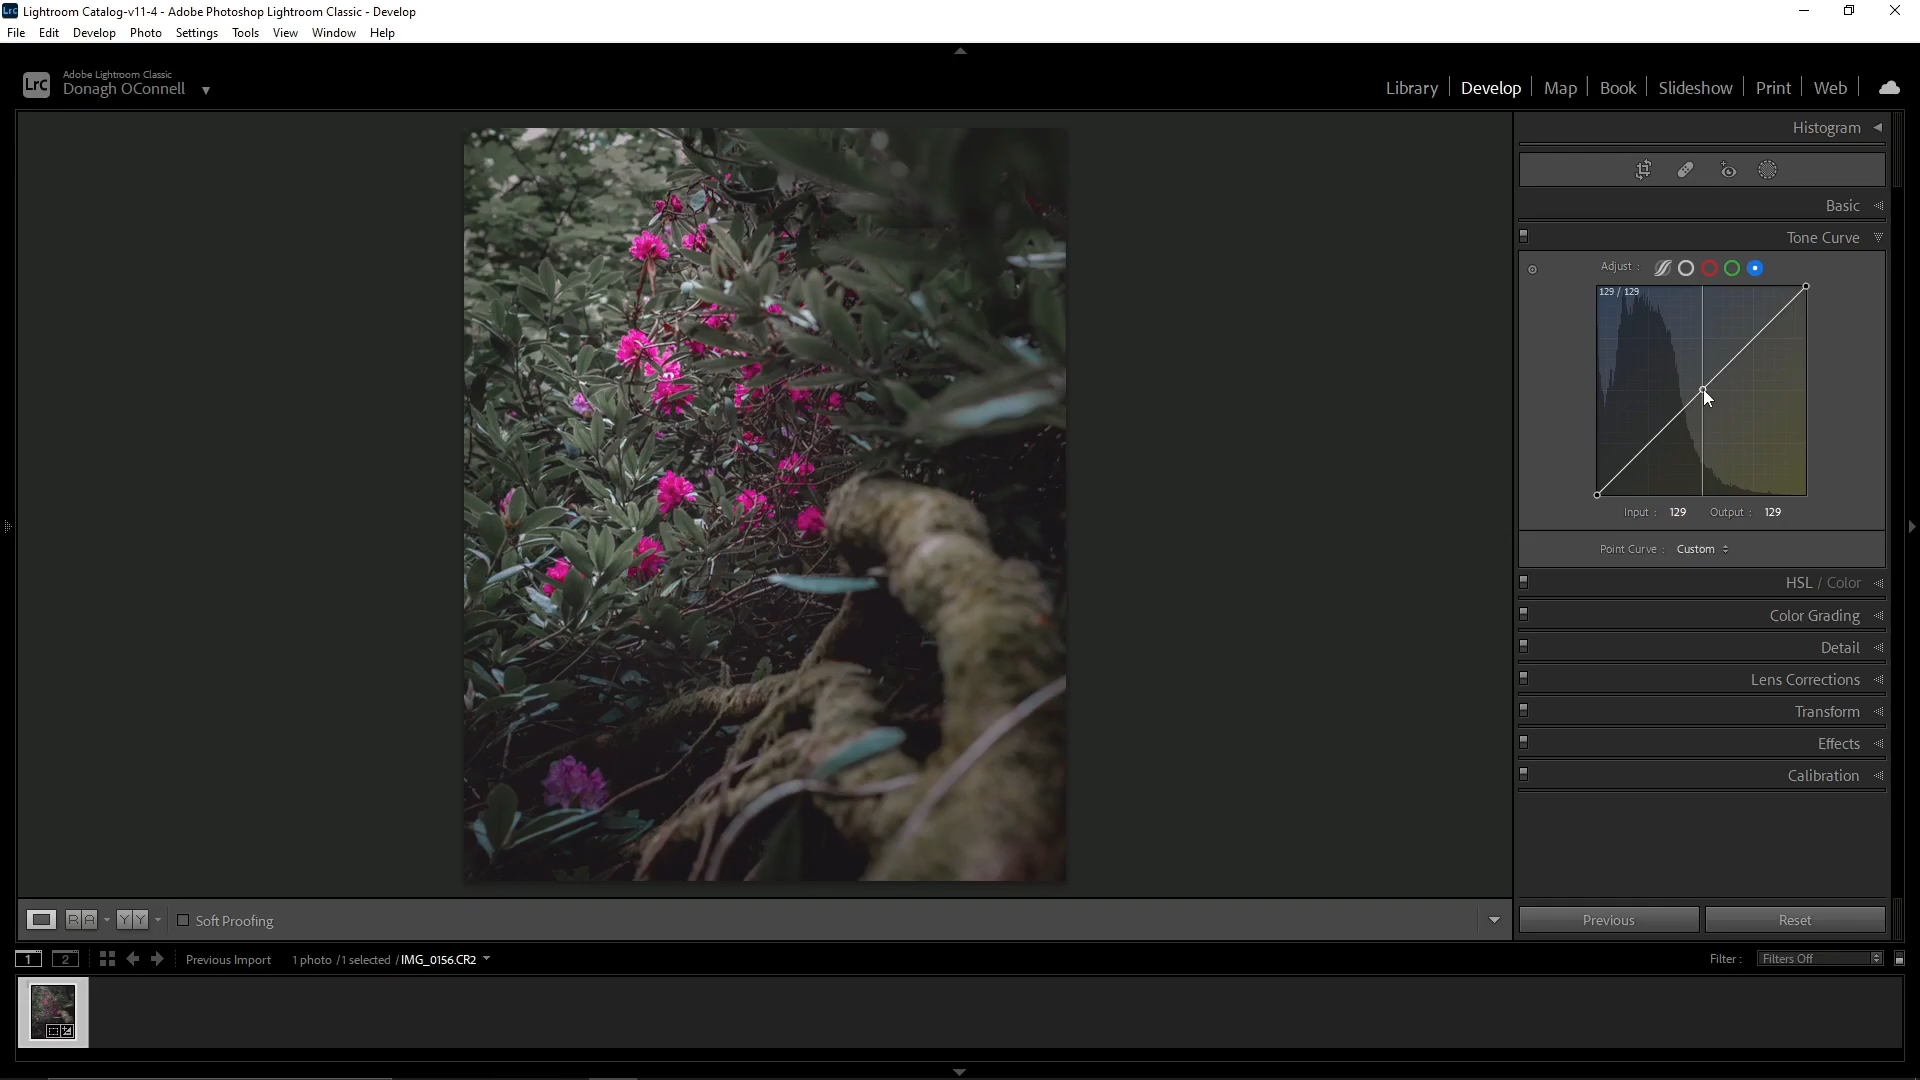 Lightroom Catalog-v11-4 - Adobe Photoshop Lightroom Classic - Develop
File Edit Develop Photo Settings Tools View Window Help
LrC Adobe Lightroom Classic
Donagh OConnell
Library Develop Map Book Slideshow Print Web
Histogram
Basic
Tone Curve
Adjust :
129 / 129
Input : 129 Output : 129
Point Curve : Custom
HSL / Color
Color Grading
Detail
Lens Corrections
Transform
Effects
Calibration
R A Y Y Soft Proofing
Previous Reset
1 2 Previous Import 1 photo / 1 selected / IMG_0156.CR2 Filter : Filters Off